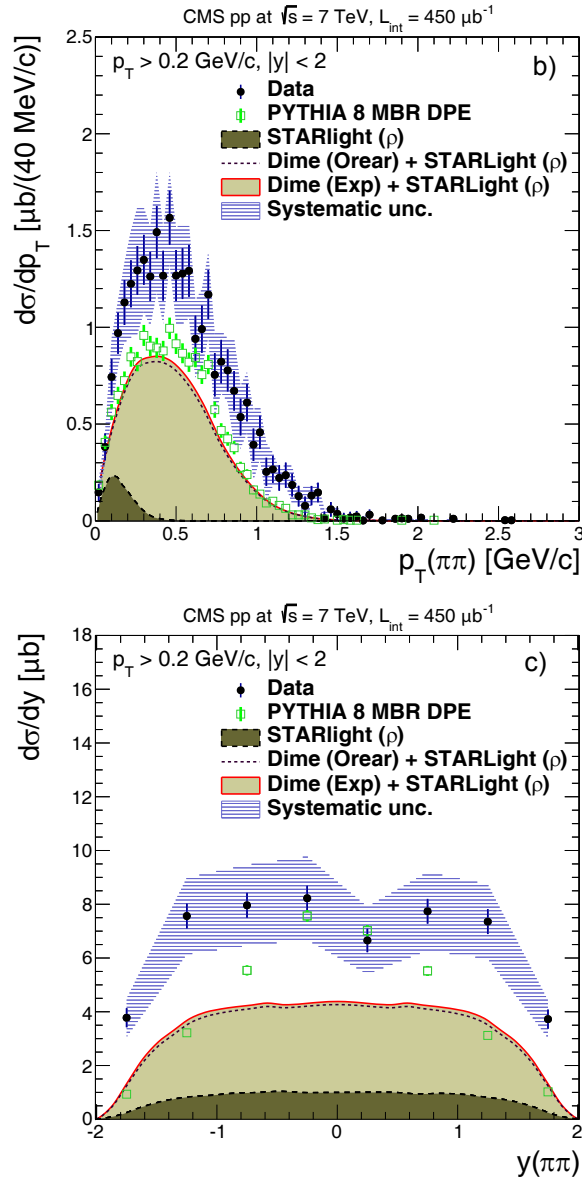 CMS pp at √s = 7 TeV, L_int = 450 μb⁻¹
p_T > 0.2 GeV/c, |y| < 2
b)
Data
PYTHIA 8 MBR DPE
STARlight (ρ)
Dime (Orear) + STARLight (ρ)
Dime (Exp) + STARLight (ρ)
Systematic unc.
dσ/dp_T [μb/(40 MeV/c)]
2.5
2
1.5
1
0.5
0
0 0.5 1 1.5 2 2.5 3
p_T(ππ) [GeV/c]
CMS pp at √s = 7 TeV, L_int = 450 μb⁻¹
p_T > 0.2 GeV/c, |y| < 2
c)
Data
PYTHIA 8 MBR DPE
STARlight (ρ)
Dime (Orear) + STARLight (ρ)
Dime (Exp) + STARLight (ρ)
Systematic unc.
dσ/dy [μb]
18
16
14
12
10
8
6
4
2
0
-2 -1 0 1 2
y(ππ)